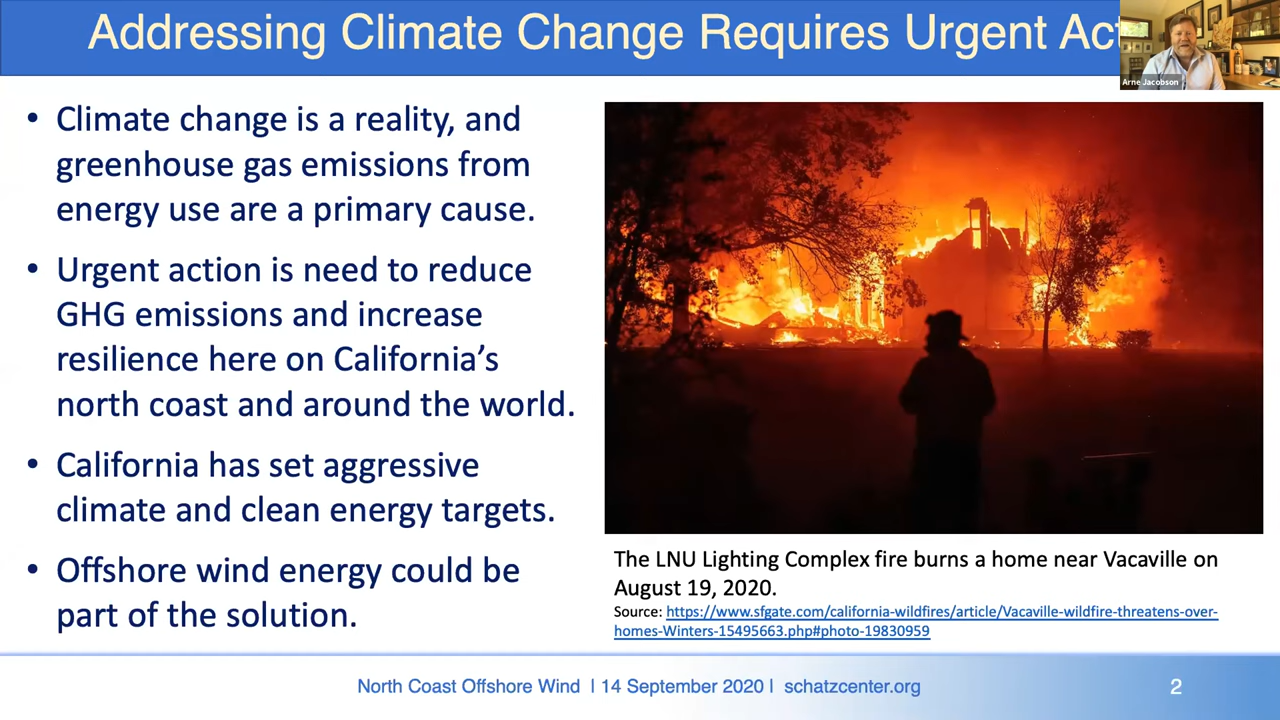 Addressing Climate Change Requires Urgent Act
Arne Jacobson
• Climate change is a reality, and
greenhouse gas emissions from
energy use are a primary cause.
• Urgent action is need to reduce
GHG emissions and increase
resilience here on California’s
north coast and around the world.
• California has set aggressive
climate and clean energy targets.
• Offshore wind energy could be
part of the solution.
The LNU Lighting Complex fire burns a home near Vacaville on
August 19, 2020.
Source: https://www.sfgate.com/california-wildfires/article/Vacaville-wildfire-threatens-over-
homes-Winters-15495663.php#photo-19830959
North Coast Offshore Wind | 14 September 2020 | schatzcenter.org
2